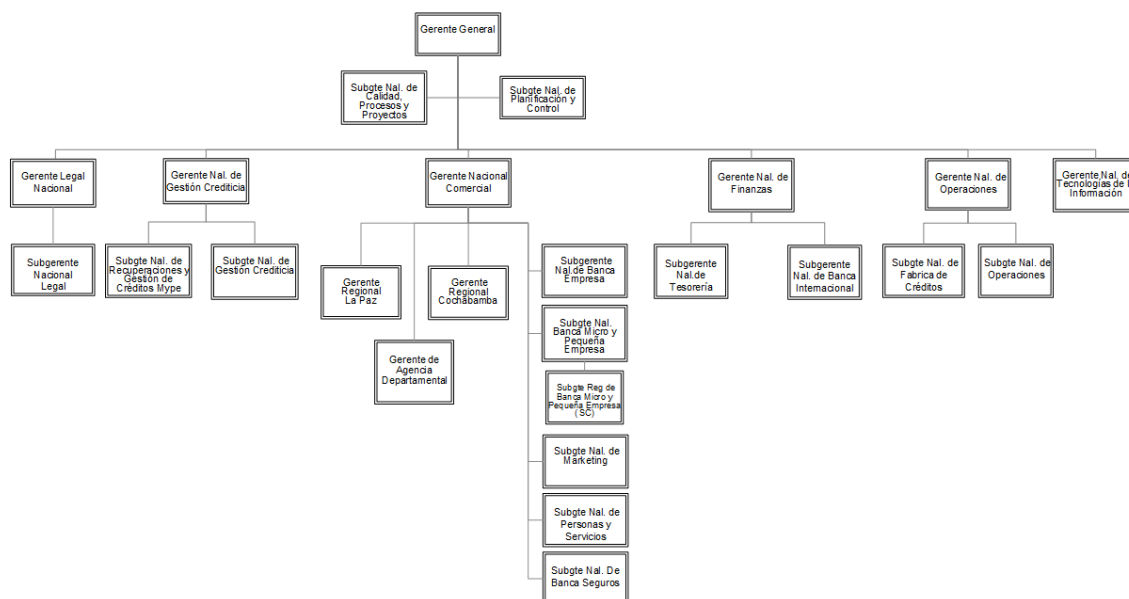 Gerente General
Subgte Nal. de
Calidad,
Procesos y
Proyectos
Subgte Nal. de
Planificación y
Control
Gerente Legal
Nacional
Gerente Nal. de
Gestión Crediticia
Gerente Nacional
Comercial
Gerente Nal. de
Finanzas
Gerente Nal. de
Operaciones
Gerente Nal. de
Tecnologías de
Información
Subgerente
Nacional
Legal
Subgte Nal. de
Recuperaciones y
Gestión de
Créditos Mype
Subgte Nal. de
Gestión Crediticia
Gerente
Regional
La Paz
Gerente
Regional
Cochabamba
Gerente de
Agencia
Departamental
Subgerente
Nal.de Banca
Empresa
Subgte Nal.
Banca Micro y
Pequeña
Empresa
Subgte Reg de
Banca Micro y
Pequeña Empresa
(SC)
Subgte Nal. de
Marketing
Subgte Nal. de
Personas y
Servicios
Subgte Nal. De
Banca Seguros
Subgerente
Nal.de
Tesorería
Subgerente
Nal. de Banca
Internacional
Subgte Nal. de
Fabrica de
Créditos
Subgte Nal. de
Operaciones